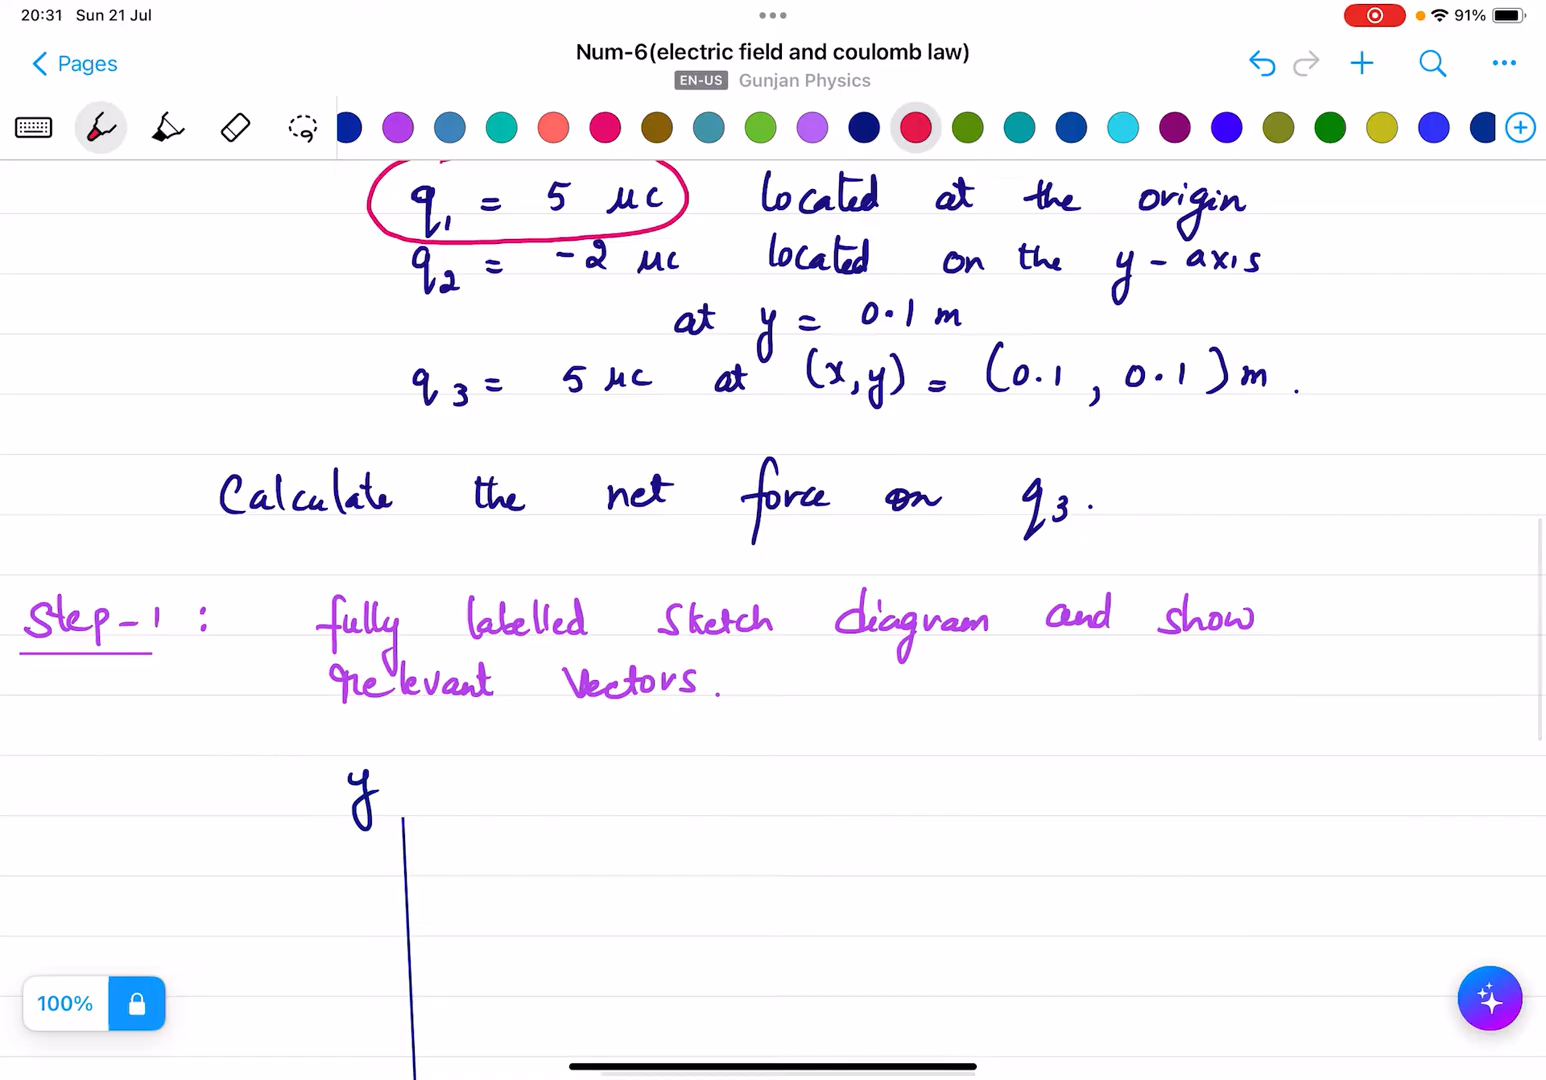 20:31 Sun 21 Jul
91%
Pages
Num-6(electric field and coulomb law)
EN-US Gunjan Physics
q₁ = 5 μc located at the origin
q₂ = -2 μc located on the y-axis
at y = 0.1 m
q₃ = 5 μc at (x,y) = (0.1, 0.1) m.
Calculate the net force on q₃.
Step-1: fully labelled sketch diagram and show
relevant vectors.
y
100%